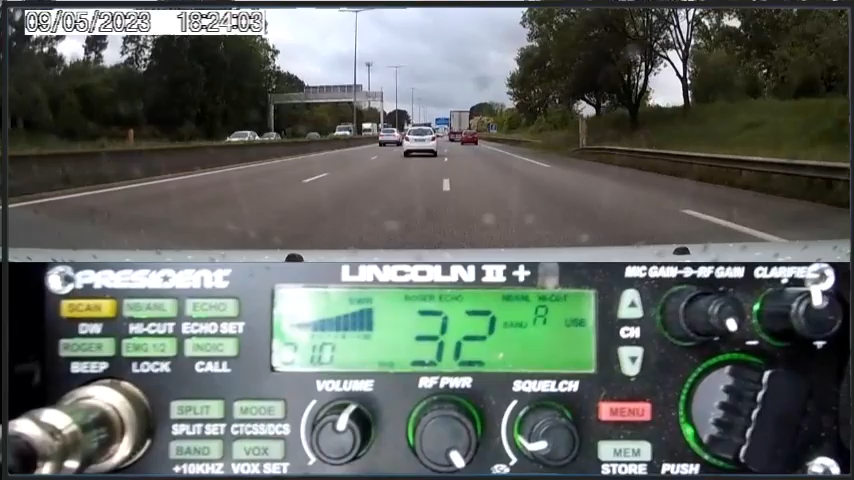 09/05/2023 18:24:03
PRESIDENT LINCOLN II + MIC GAIN RF GAIN CLARIFIER
SCAN NB/ANL ECHO
DW HI-CUT ECHO SET
ROGER EMG 1/2 INDIC
BEEP LOCK CALL
ROGER ECHO NB/ANL HI-CUT
32 BAND A USB
CH
VOLUME RF PWR SQUELCH
SPLIT MODE
SPLIT SET CTCSS/DCS
BAND VOX
+10KHZ VOX SET
MENU
MEM
STORE PUSH